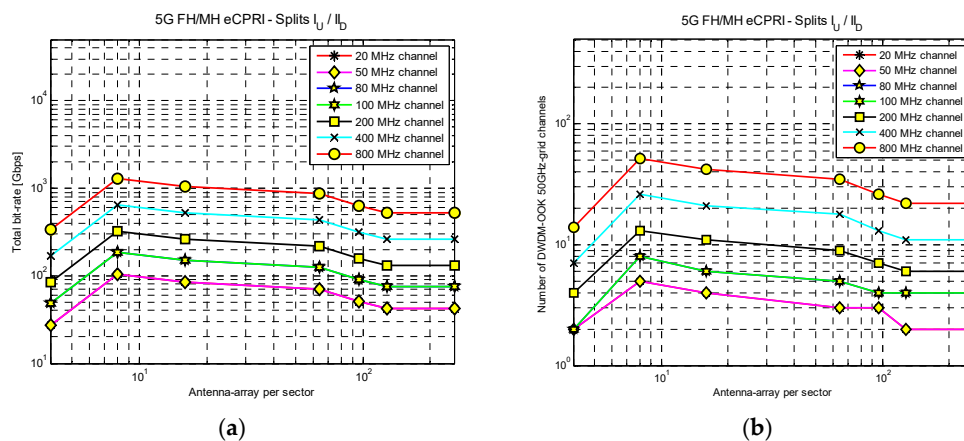 5G FH/MH eCPRI - Splits I_U / II_D
Total bit-rate [Gbps]
10^4
10^3
10^2
10^1
20 MHz channel
50 MHz channel
80 MHz channel
100 MHz channel
200 MHz channel
400 MHz channel
800 MHz channel
10^1
10^2
Antenna-array per sector
(a)
5G FH/MH eCPRI - Splits I_U / II_D
Number of DWDM-OOK 50GHz-grid channels
10^2
10^1
10^0
20 MHz channel
50 MHz channel
80 MHz channel
100 MHz channel
200 MHz channel
400 MHz channel
800 MHz channel
10^1
10^2
Antenna-array per sector
(b)